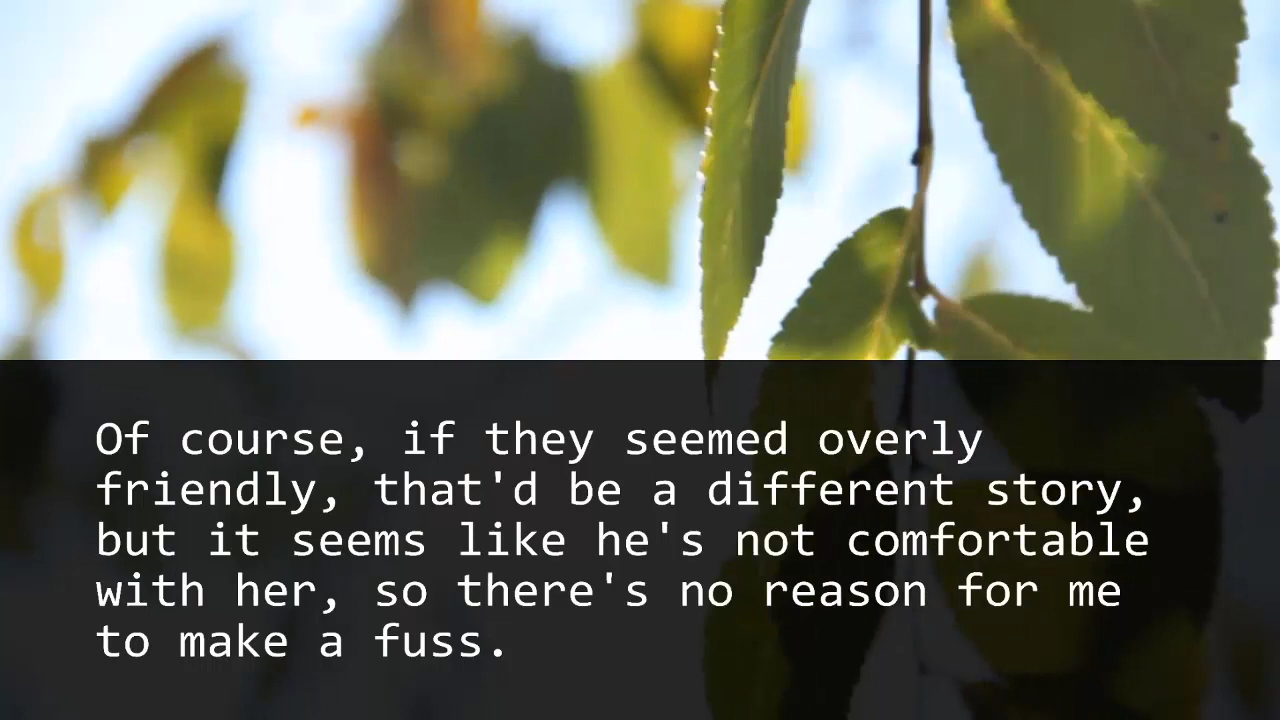 Of course, if they seemed overly
friendly, that'd be a different story,
but it seems like he's not comfortable
with her, so there's no reason for me
to make a fuss.